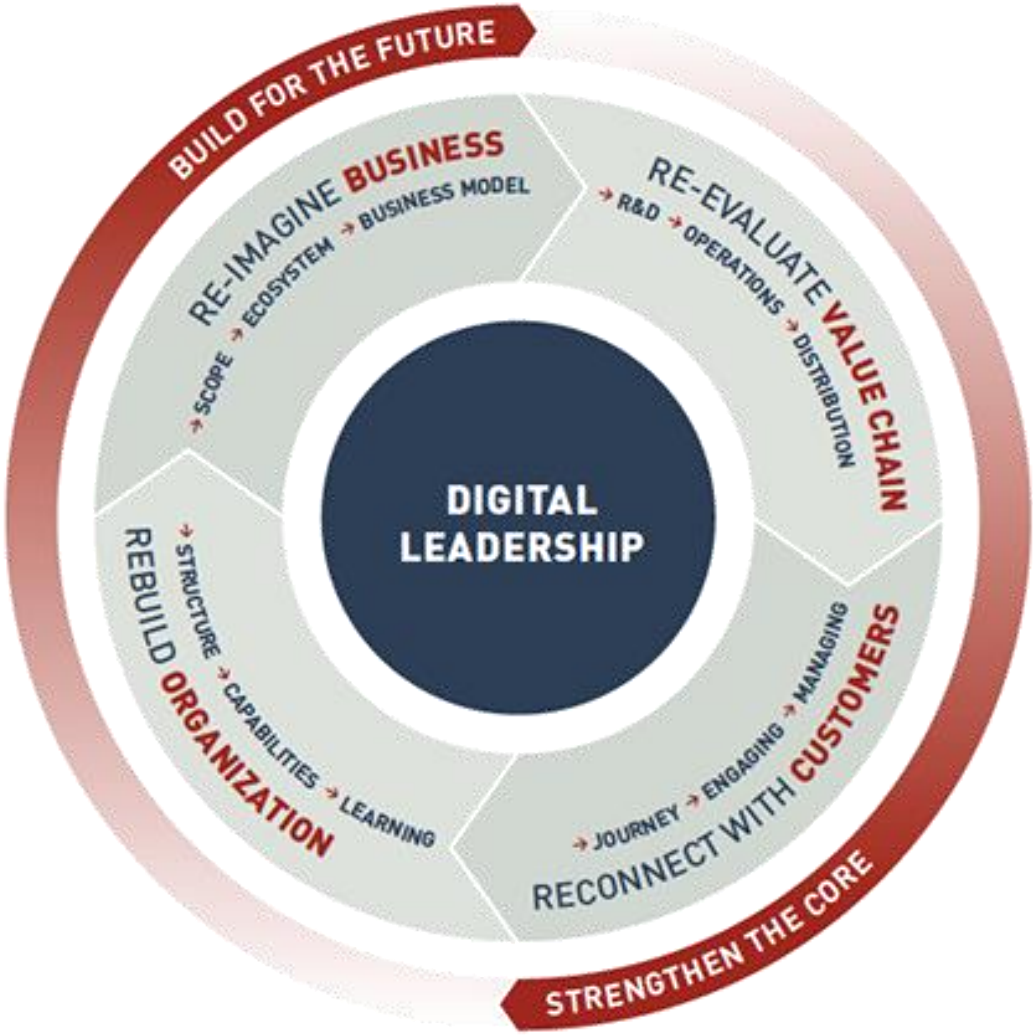 BUILD FOR THE FUTURE
RE-IMAGINE BUSINESS
→ SCOPE → ECOSYSTEM → BUSINESS MODEL
RE-EVALUATE VALUE CHAIN
→ R&D → OPERATIONS → DISTRIBUTION
DIGITAL
LEADERSHIP
→ STRUCTURE → CAPABILITIES → LEARNING
REBUILD ORGANIZATION
→ JOURNEY → ENGAGING → MANAGING
RECONNECT WITH CUSTOMERS
STRENGTHEN THE CORE